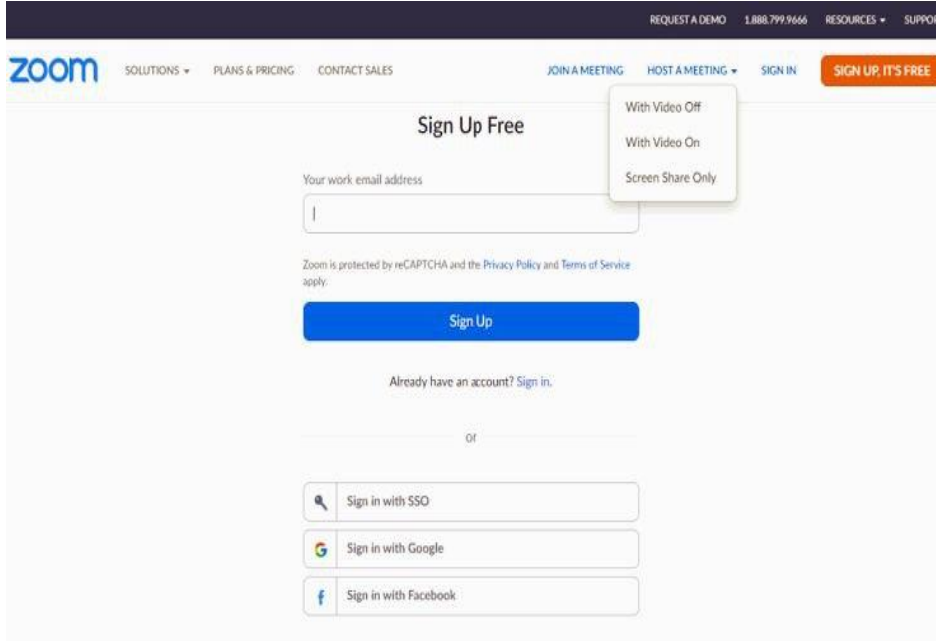 REQUEST A DEMO 1.888.799.9666 RESOURCES SUPPOR
zoom SOLUTIONS PLANS & PRICING CONTACT SALES JOIN A MEETING HOST A MEETING SIGN IN SIGN UP, IT'S FREE
With Video Off
With Video On
Screen Share Only
Sign Up Free
Your work email address
Zoom is protected by reCAPTCHA and the Privacy Policy and Terms of Service
apply.
Sign Up
Already have an account? Sign in.
or
Sign in with SSO
G Sign in with Google
f Sign in with Facebook